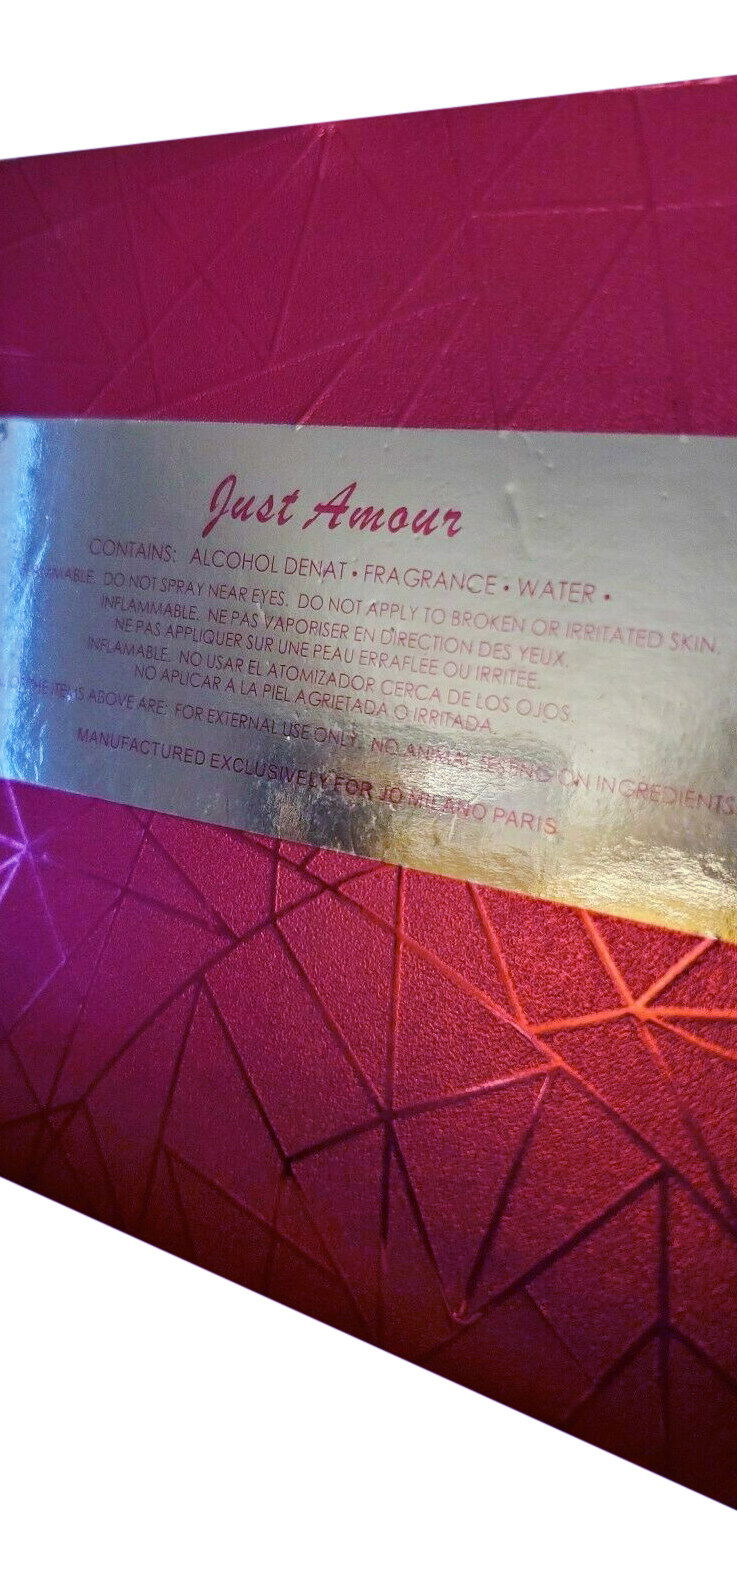 Just Amour
CONTAINS: ALCOHOL DENAT • FRAGRANCE • WATER •
DO NOT SPRAY NEAR EYES. DO NOT APPLY TO BROKEN OR IRRITATED SKIN.
INFLAMMABLE. NE PAS VAPORISER EN DIRECTION DES YEUX.
NE PAS APPLIQUER SUR UNE PEAU ERRAFLEE OU IRRITEE.
INFLAMABLE. NO USAR EL ATOMIZADOR CERCA DE LOS OJOS.
NO APLICAR A LA PIEL AGRIETADA O IRRITADA.
THE ITEMS ABOVE ARE: FOR EXTERNAL USE ONLY. NO ANIMAL TESTING ON INGREDIENTS
MANUFACTURED EXCLUSIVELY FOR JO MILANO PARIS